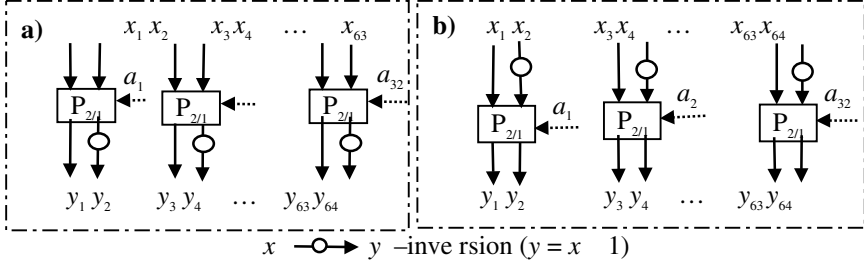 a) x1 x2 x3 x4 ... x63
a1 a32
P2/1 P2/1 P2/1
y1 y2 y3 y4 ... y63 y64
b) x1 x2 x3 x4 ... x63 x64
a1 a2 a32
P2/1 P2/1 P2/1
y1 y2 y3 y4 ... y63 y64
x y –inve rsion (y = x 1)